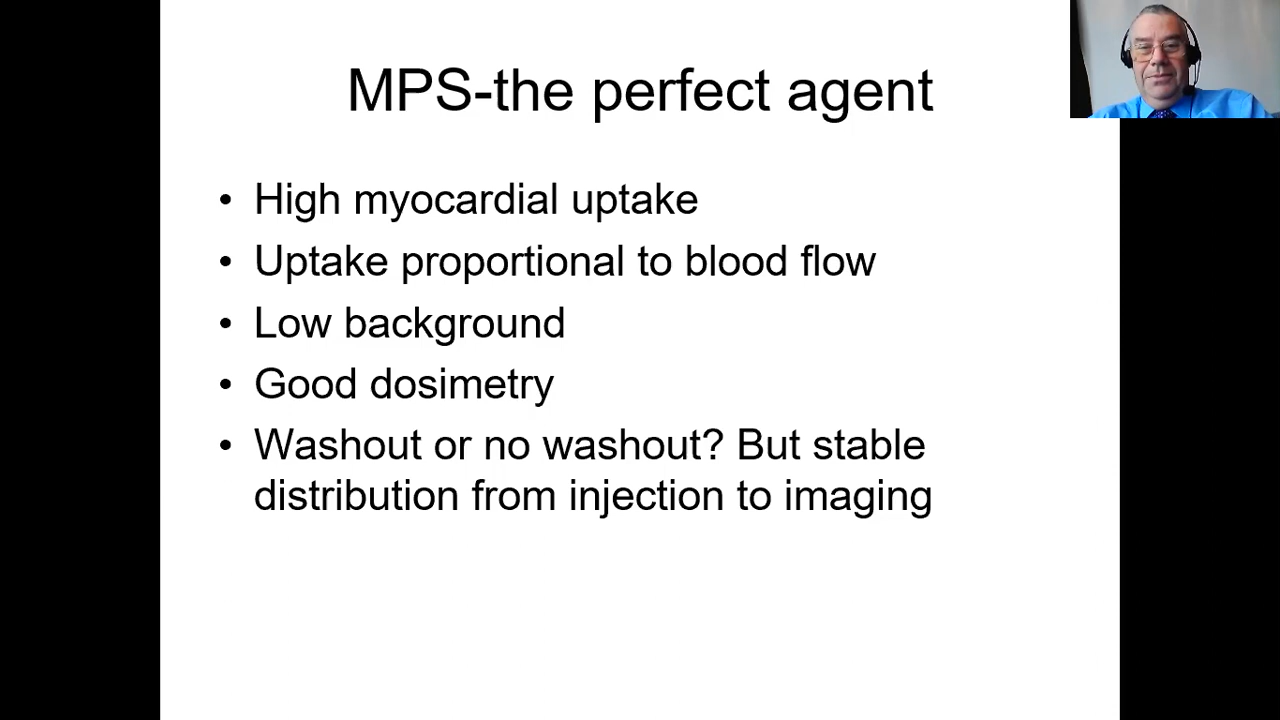 MPS-the perfect agent
• High myocardial uptake
• Uptake proportional to blood flow
• Low background
• Good dosimetry
• Washout or no washout? But stable
distribution from injection to imaging